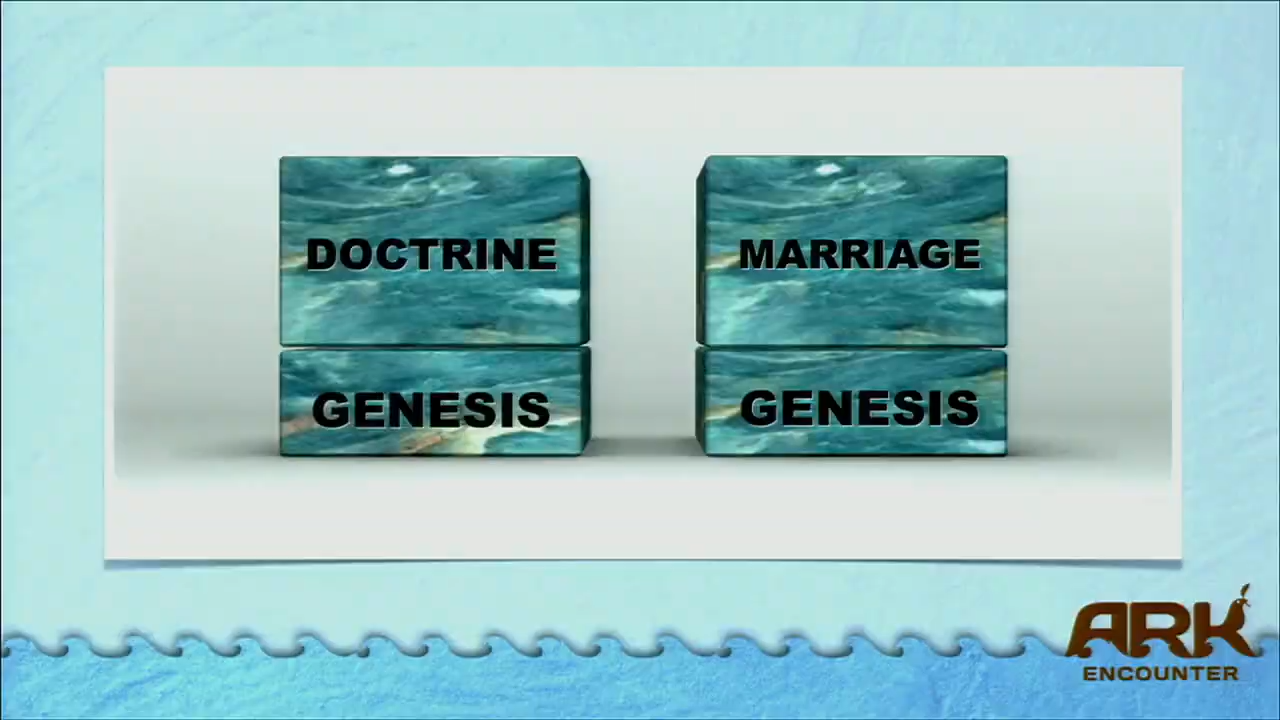 DOCTRINE
GENESIS
MARRIAGE
GENESIS
ARK
ENCOUNTER